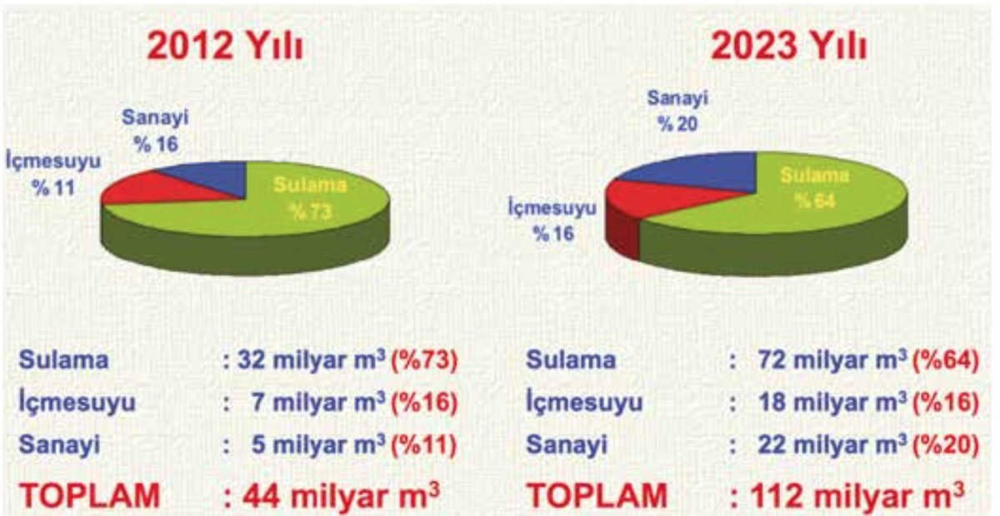 2012 Yılı
Sanayi
% 16
İçmesuyu
% 11
Sulama
% 73
Sulama : 32 milyar m³ (%73)
İçmesuyu : 7 milyar m³ (%16)
Sanayi : 5 milyar m³ (%11)
TOPLAM : 44 milyar m³
2023 Yılı
Sanayi
% 20
İçmesuyu
% 16
Sulama
% 64
Sulama : 72 milyar m³ (%64)
İçmesuyu : 18 milyar m³ (%16)
Sanayi : 22 milyar m³ (%20)
TOPLAM : 112 milyar m³